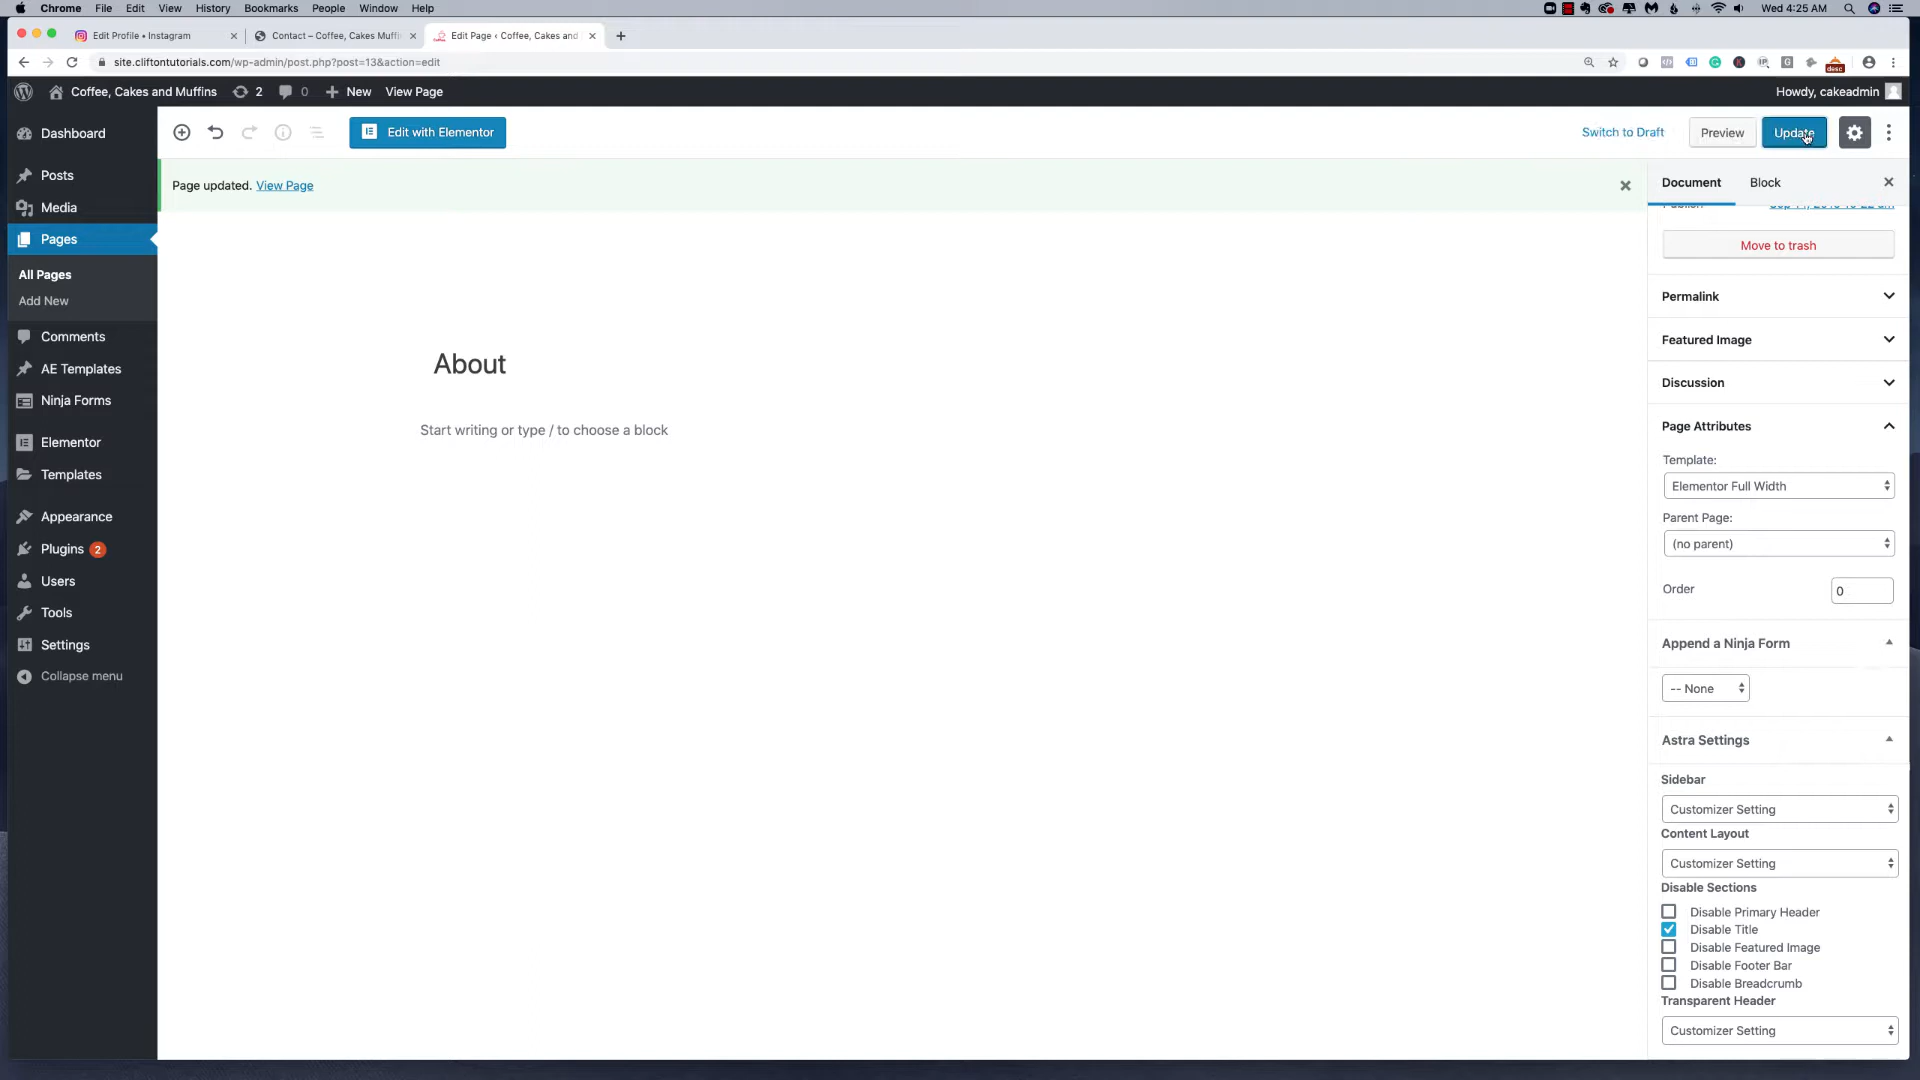 Chrome File Edit View History Bookmarks People Window Help Wed 4:25 AM
Edit Profile • Instagram
Contact – Coffee, Cakes Muffi
Edit Page ‹ Coffee, Cakes and
site.cliftontutorials.com/wp-admin/post.php?post=13&action=edit
desc
Coffee, Cakes and Muffins 2 0 New View Page Howdy, cakeadmin
Dashboard
Posts
Media
Pages
All Pages
Add New
Comments
AE Templates
Ninja Forms
Elementor
Templates
Appearance
Plugins 2
Users
Tools
Settings
Collapse menu
Edit with Elementor
Switch to Draft
Preview
Update
Page updated. View Page
About
Start writing or type / to choose a block
Document Block
Move to trash
Permalink
Featured Image
Discussion
Page Attributes
Template:
Elementor Full Width
Parent Page:
(no parent)
Order 0
Append a Ninja Form
-- None
Astra Settings
Sidebar
Customizer Setting
Content Layout
Customizer Setting
Disable Sections
Disable Primary Header
Disable Title
Disable Featured Image
Disable Footer Bar
Disable Breadcrumb
Transparent Header
Customizer Setting